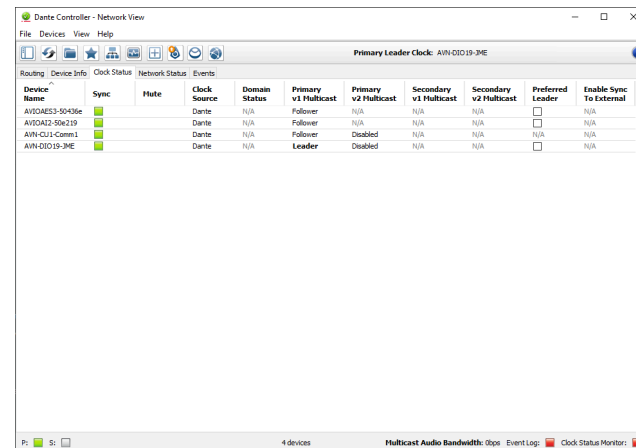 Dante Controller - Network View
File Devices View Help
Primary Leader Clock: AVN-DIO19-JME
Routing Device Info Clock Status Network Status Events
Device Name Sync Mute Clock Source Domain Status Primary v1 Multicast Primary v2 Multicast Secondary v1 Multicast Secondary v2 Multicast Preferred Leader Enable Sync To External
AVIOAES3-50436e Dante N/A Follower N/A N/A N/A N/A
AVIOAI2-50e219 Dante N/A Follower N/A N/A N/A N/A
AVN-CU1-Comm1 Dante N/A Follower Disabled N/A N/A N/A N/A
AVN-DIO19-JME Dante N/A Leader Disabled N/A N/A N/A
P: S: 4 devices Multicast Audio Bandwidth: 0bps Event Log: Clock Status Monitor: